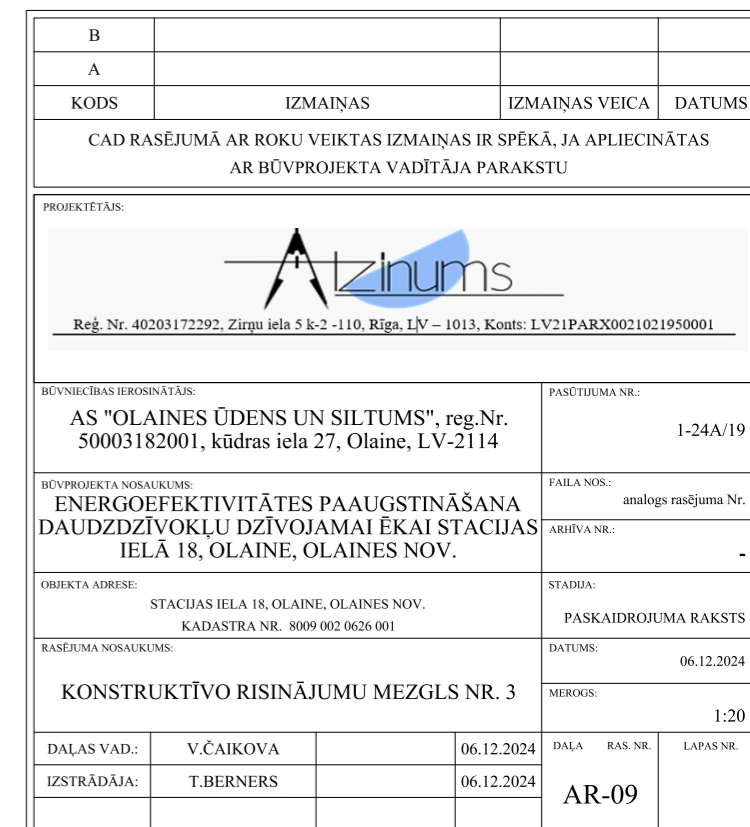 B
A
KODS IZMAIŅAS IZMAIŅAS VEICA DATUMS
CAD RASĒJUMĀ AR ROKU VEIKTAS IZMAIŅAS IR SPĒKĀ, JA APLIECINĀTAS
AR BŪVPROJEKTA VADĪTĀJA PARAKSTU
PROJEKTĒTĀJS:
Atzinums
Reģ. Nr. 40203172292, Zirņu iela 5 k-2 -110, Rīga, LV – 1013, Konts: LV21PARX0021021950001
BŪVNIECĪBAS IEROSINĀTĀJS:
AS "OLAINES ŪDENS UN SILTUMS", reg.Nr.
50003182001, kūdras iela 27, Olaine, LV-2114
PASŪTIJUMA NR.:
1-24A/19
BŪVPROJEKTA NOSAUKUMS:
ENERGOEFEKTIVITĀTES PAAUGSTINĀŠANA
DAUDZDZĪVOKĻU DZĪVOJAMAI ĒKAI STACIJAS
IELĀ 18, OLAINE, OLAINES NOV.
FAILA NOS.:
analogs rasējuma Nr.
ARHĪVA NR.:
-
OBJEKTA ADRESE:
STACIJAS IELA 18, OLAINE, OLAINES NOV.
KADASTRA NR. 8009 002 0626 001
STADIJA:
PASKAIDROJUMA RAKSTS
RASĒJUMA NOSAUKUMS:
KONSTRUKTĪVO RISINĀJUMU MEZGLS NR. 3
DATUMS:
06.12.2024
MEROGS:
1:20
DAĻAS VAD.: V.ČAIKOVA 06.12.2024
IZSTRĀDĀJA: T.BERNERS 06.12.2024
DAĻA RAS. NR. LAPAS NR.
AR-09